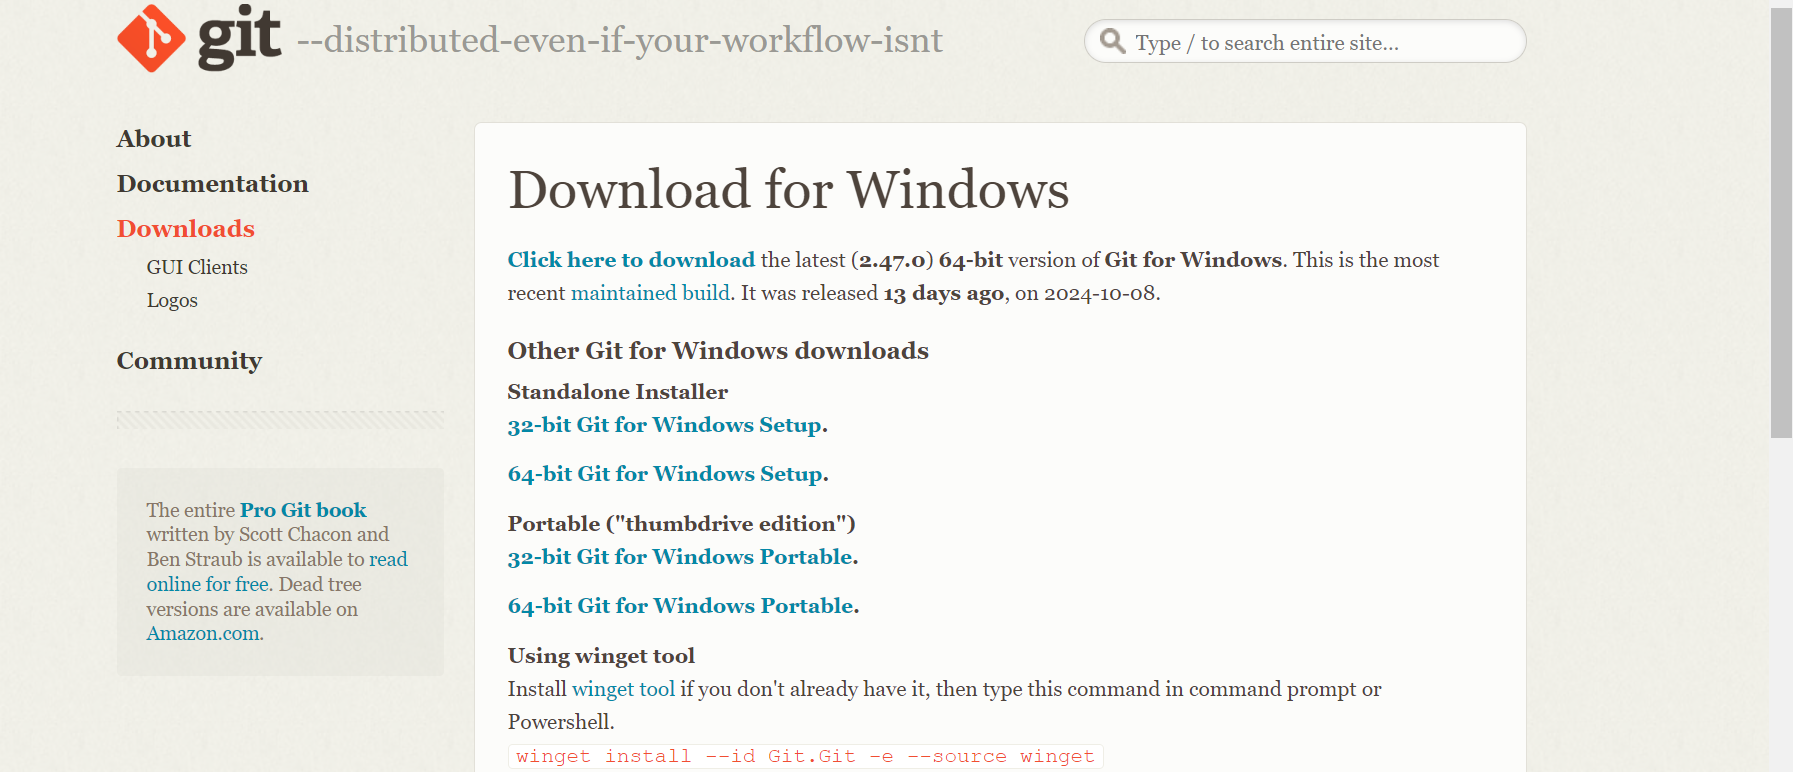 git --distributed-even-if-your-workflow-isnt
Type / to search entire site...
About
Documentation
Downloads
GUI Clients
Logos
Community
The entire Pro Git book
written by Scott Chacon and
Ben Straub is available to read
online for free. Dead tree
versions are available on
Amazon.com.
Download for Windows
Click here to download the latest (2.47.0) 64-bit version of Git for Windows. This is the most
recent maintained build. It was released 13 days ago, on 2024-10-08.
Other Git for Windows downloads
Standalone Installer
32-bit Git for Windows Setup.
64-bit Git for Windows Setup.
Portable ("thumbdrive edition")
32-bit Git for Windows Portable.
64-bit Git for Windows Portable.
Using winget tool
Install winget tool if you don't already have it, then type this command in command prompt or
Powershell.
winget install --id Git.Git -e --source winget